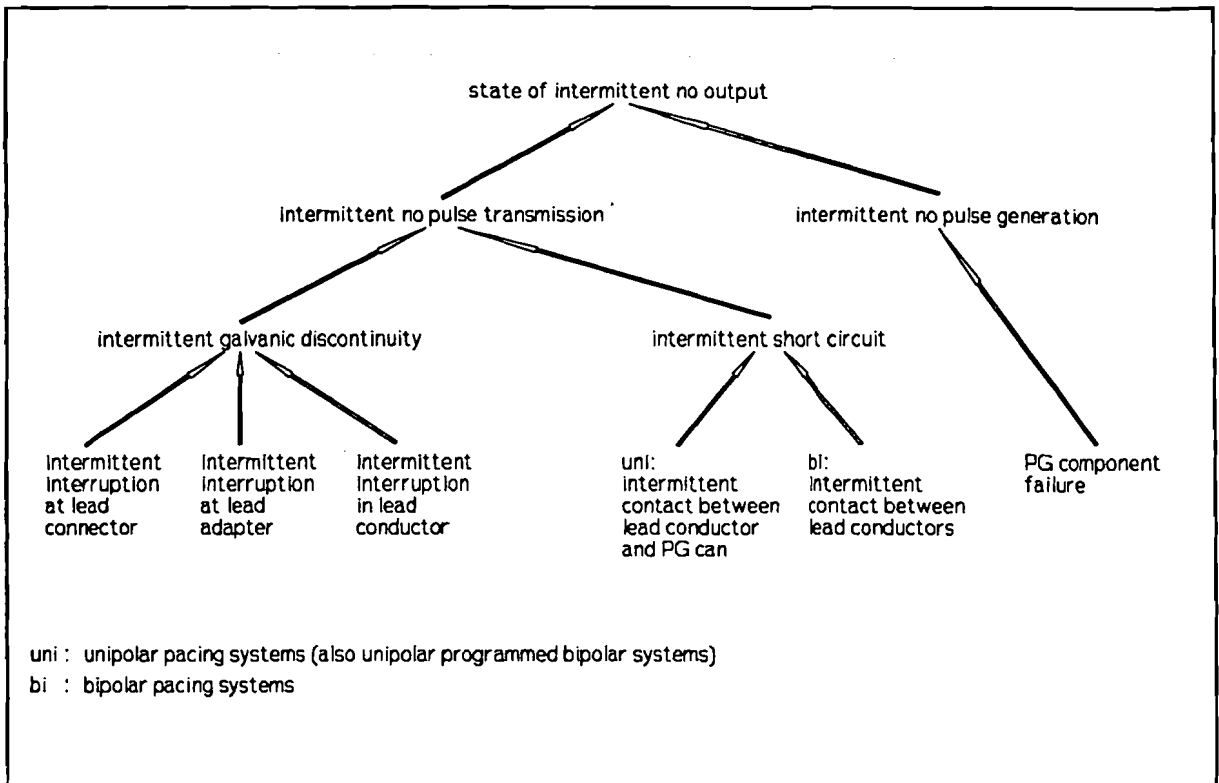 state of intermittent no output
intermittent no pulse transmission
intermittent no pulse generation
intermittent galvanic discontinuity
intermittent short circuit
intermittent
interruption
at lead
connector
intermittent
interruption
at lead
adapter
intermittent
interruption
in lead
conductor
uni:
intermittent
contact between
lead conductor
and PG can
bi:
intermittent
contact between
lead conductors
PG component
failure
uni : unipolar pacing systems (also unipolar programmed bipolar systems)
bi : bipolar pacing systems